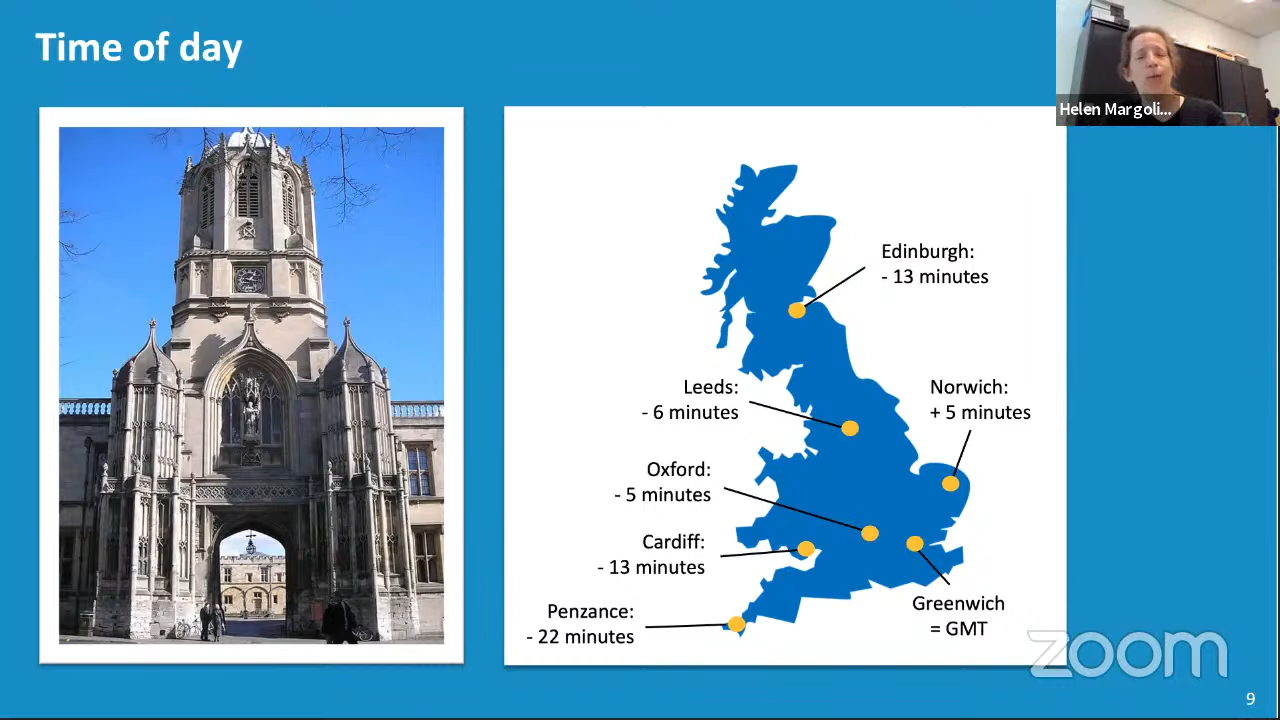 Time of day
Helen Margoli...
Edinburgh:
- 13 minutes
Leeds:
- 6 minutes
Norwich:
+ 5 minutes
Oxford:
- 5 minutes
Cardiff:
- 13 minutes
Penzance:
- 22 minutes
Greenwich
= GMT
zoom
9